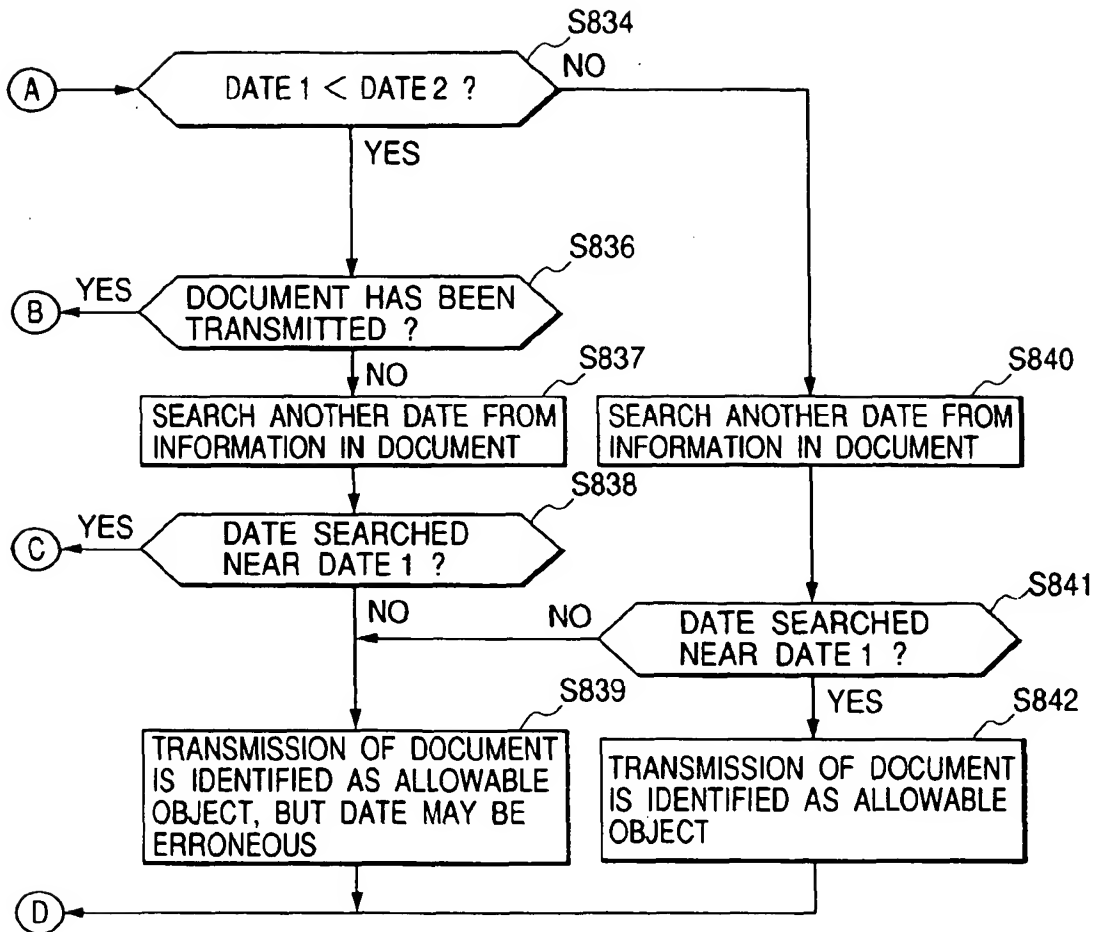 S834
A
DATE 1 < DATE 2 ?
NO
YES
S836
YES
B
DOCUMENT HAS BEEN
TRANSMITTED ?
NO
S837
SEARCH ANOTHER DATE FROM
INFORMATION IN DOCUMENT
S840
SEARCH ANOTHER DATE FROM
INFORMATION IN DOCUMENT
S838
YES
C
DATE SEARCHED
NEAR DATE 1 ?
NO
S841
NO
DATE SEARCHED
NEAR DATE 1 ?
YES
S839
TRANSMISSION OF DOCUMENT
IS IDENTIFIED AS ALLOWABLE
OBJECT, BUT DATE MAY BE
ERRONEOUS
S842
TRANSMISSION OF DOCUMENT
IS IDENTIFIED AS ALLOWABLE
OBJECT
D